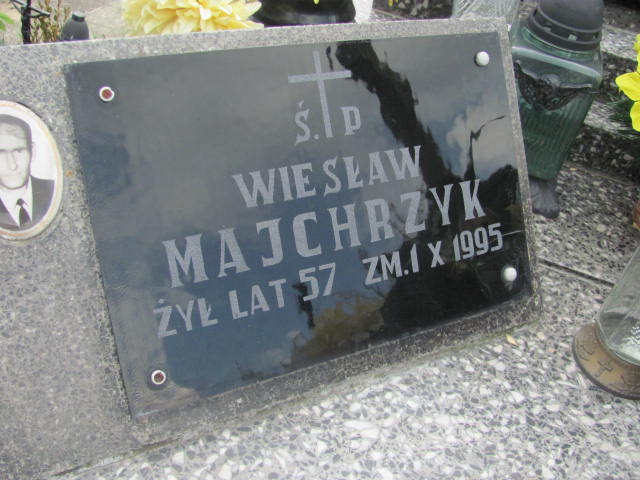 Ś.P
WIESŁAW
MAJCHRZYK
ŻYŁ LAT 57 ZM. 1 X 1995